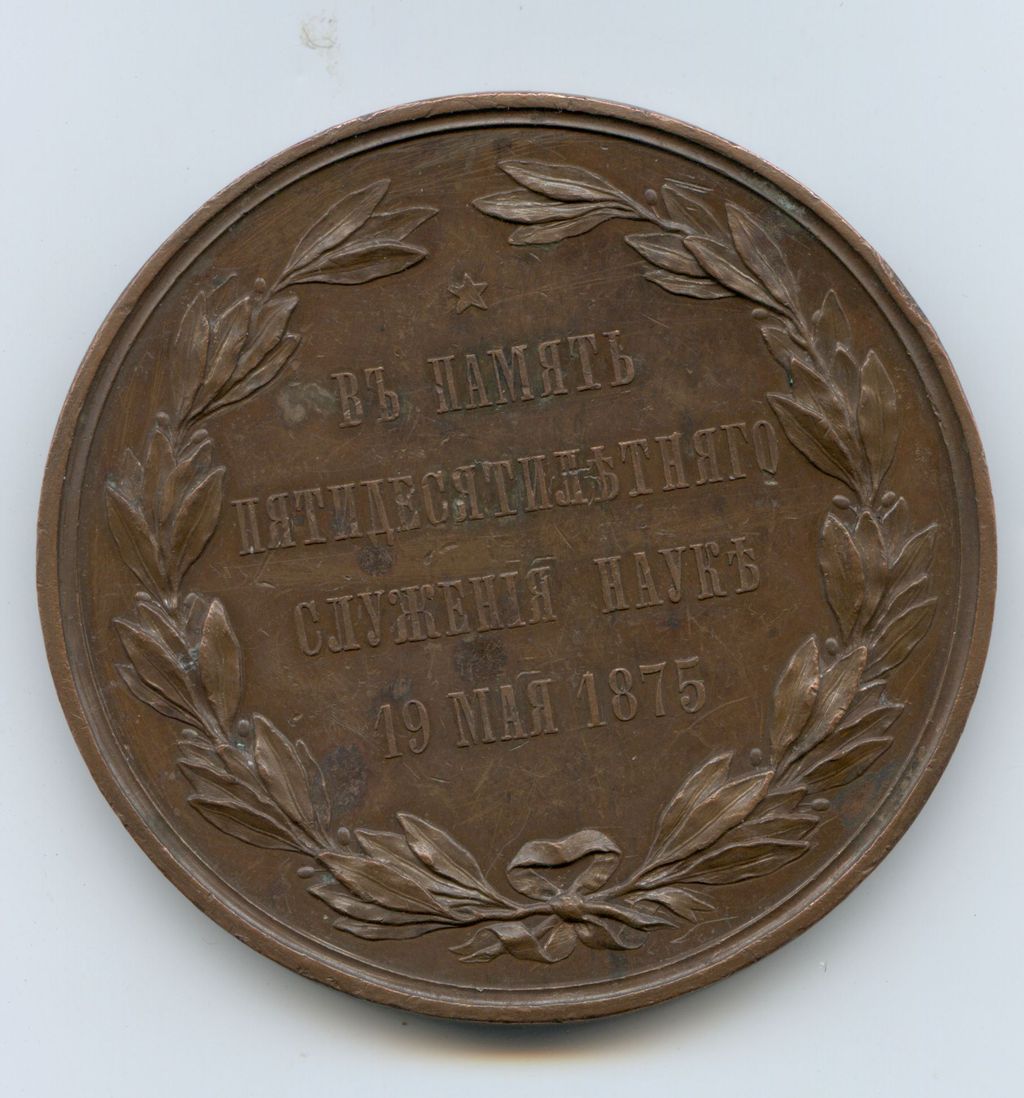 ВЪ ПАМЯТЬ
ПЯТИДЕСЯТИЛѢТНЯГО
СЛУЖЕНІЯ НАУКѢ
19 МАЯ 1875